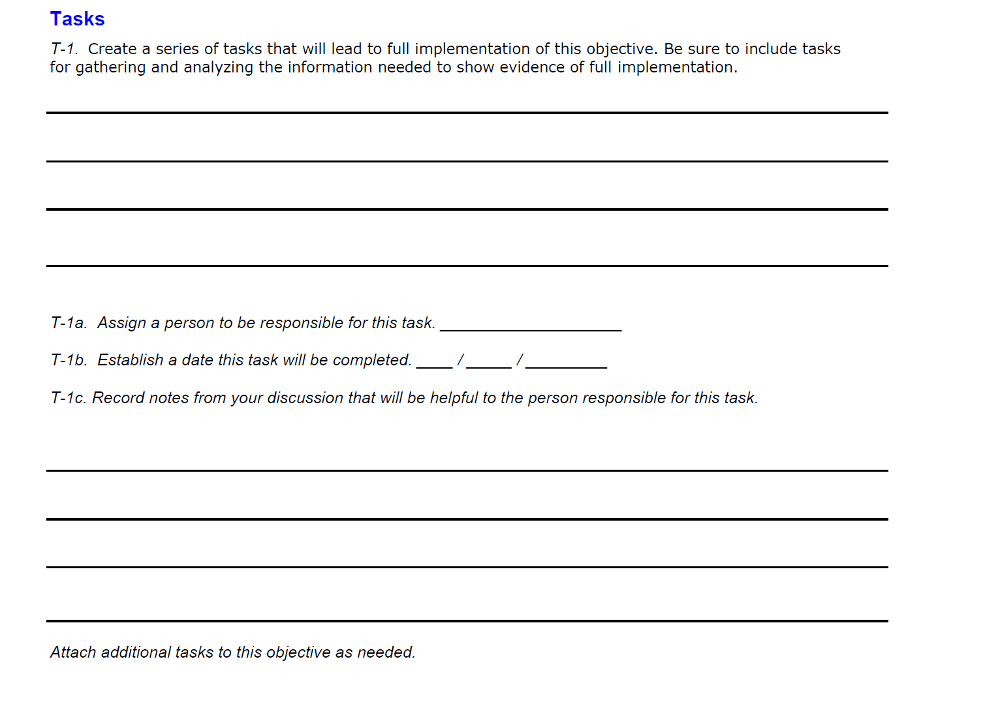 Tasks
T-1.  Create a series of tasks that will lead to full implementation of this objective. Be sure to include tasks
for gathering and analyzing the information needed to show evidence of full implementation.
T-1a.  Assign a person to be responsible for this task. ____________________
T-1b.  Establish a date this task will be completed. ____ / _____ / _________
T-1c. Record notes from your discussion that will be helpful to the person responsible for this task.
Attach additional tasks to this objective as needed.